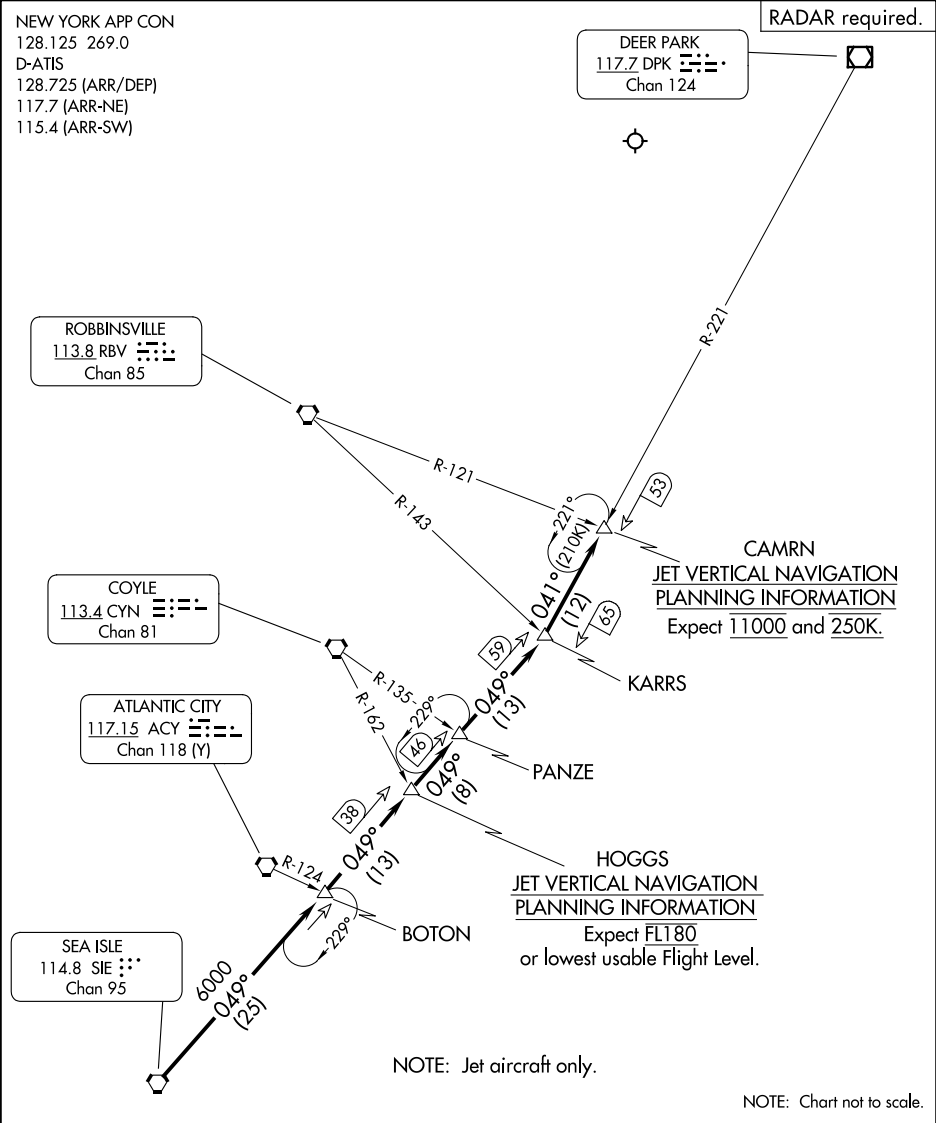 NEW YORK APP CON
128.125 269.0
D-ATIS
128.725 (ARR/DEP)
117.7 (ARR-NE)
115.4 (ARR-SW)
RADAR required.
DEER PARK
117.7 DPK
Chan 124
R-221
ROBBINSVILLE
113.8 RBV
Chan 85
R-121
R-143
53
221°
(210K)
CAMRN
JET VERTICAL NAVIGATION
PLANNING INFORMATION
Expect 11000 and 250K.
041°
(12)
65
59
KARRS
COYLE
113.4 CYN
Chan 81
R-135
R-162
229°
049°
(13)
46
PANZE
ATLANTIC CITY
117.15 ACY
Chan 118 (Y)
049°
(8)
38
049°
(13)
HOGGS
JET VERTICAL NAVIGATION
PLANNING INFORMATION
Expect FL180
or lowest usable Flight Level.
R-124
229°
BOTON
SEA ISLE
114.8 SIE
Chan 95
6000
049°
(25)
NOTE: Jet aircraft only.
NOTE: Chart not to scale.